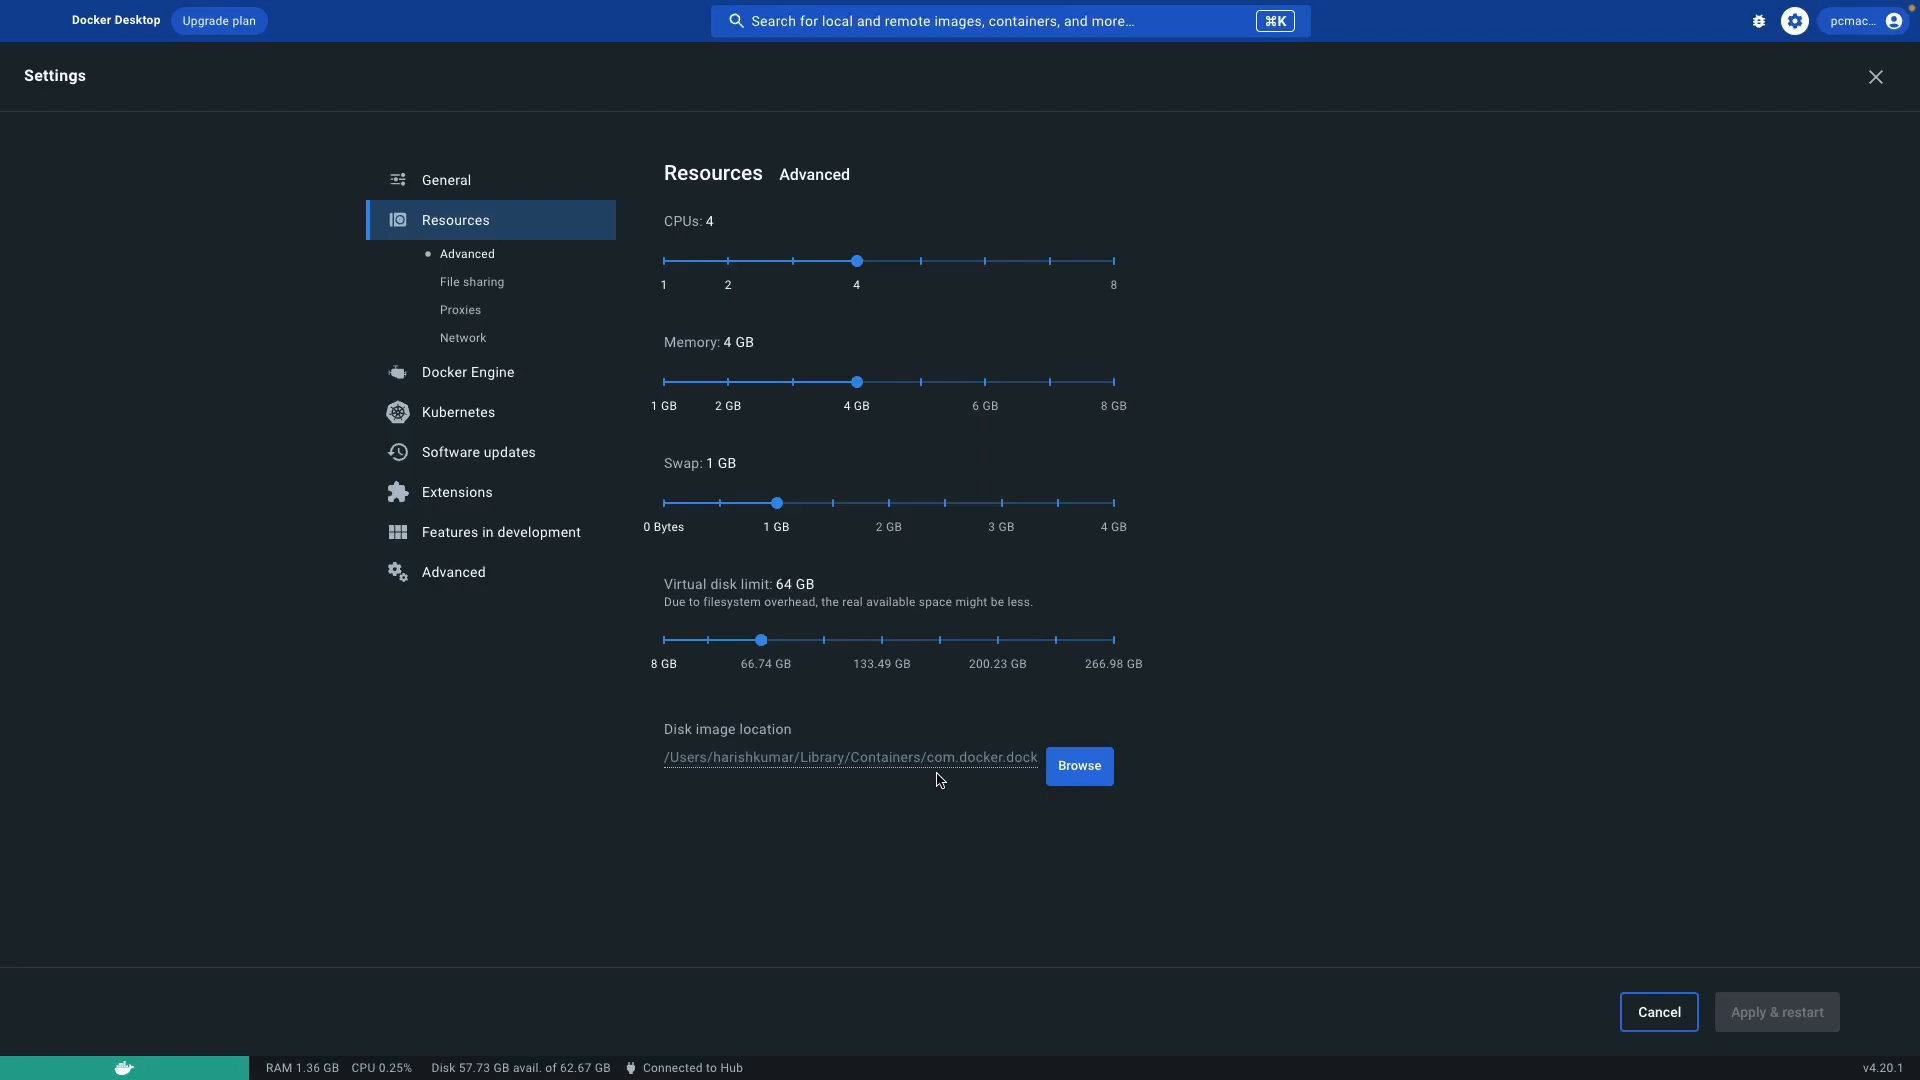 Docker Desktop Upgrade plan Search for local and remote images, containers, and more... ⌘K pcmac...
Settings
General
Resources
Advanced
File sharing
Proxies
Network
Docker Engine
Kubernetes
Software updates
Extensions
Features in development
Advanced
Resources Advanced
CPUs: 4
1 2 4 8
Memory: 4 GB
1 GB 2 GB 4 GB 6 GB 8 GB
Swap: 1 GB
0 Bytes 1 GB 2 GB 3 GB 4 GB
Virtual disk limit: 64 GB
Due to filesystem overhead, the real available space might be less.
8 GB 66.74 GB 133.49 GB 200.23 GB 266.98 GB
Disk image location
/Users/harishkumar/Library/Containers/com.docker.dock Browse
Cancel Apply & restart
RAM 1.36 GB CPU 0.25% Disk 57.73 GB avail. of 62.67 GB Connected to Hub v4.20.1